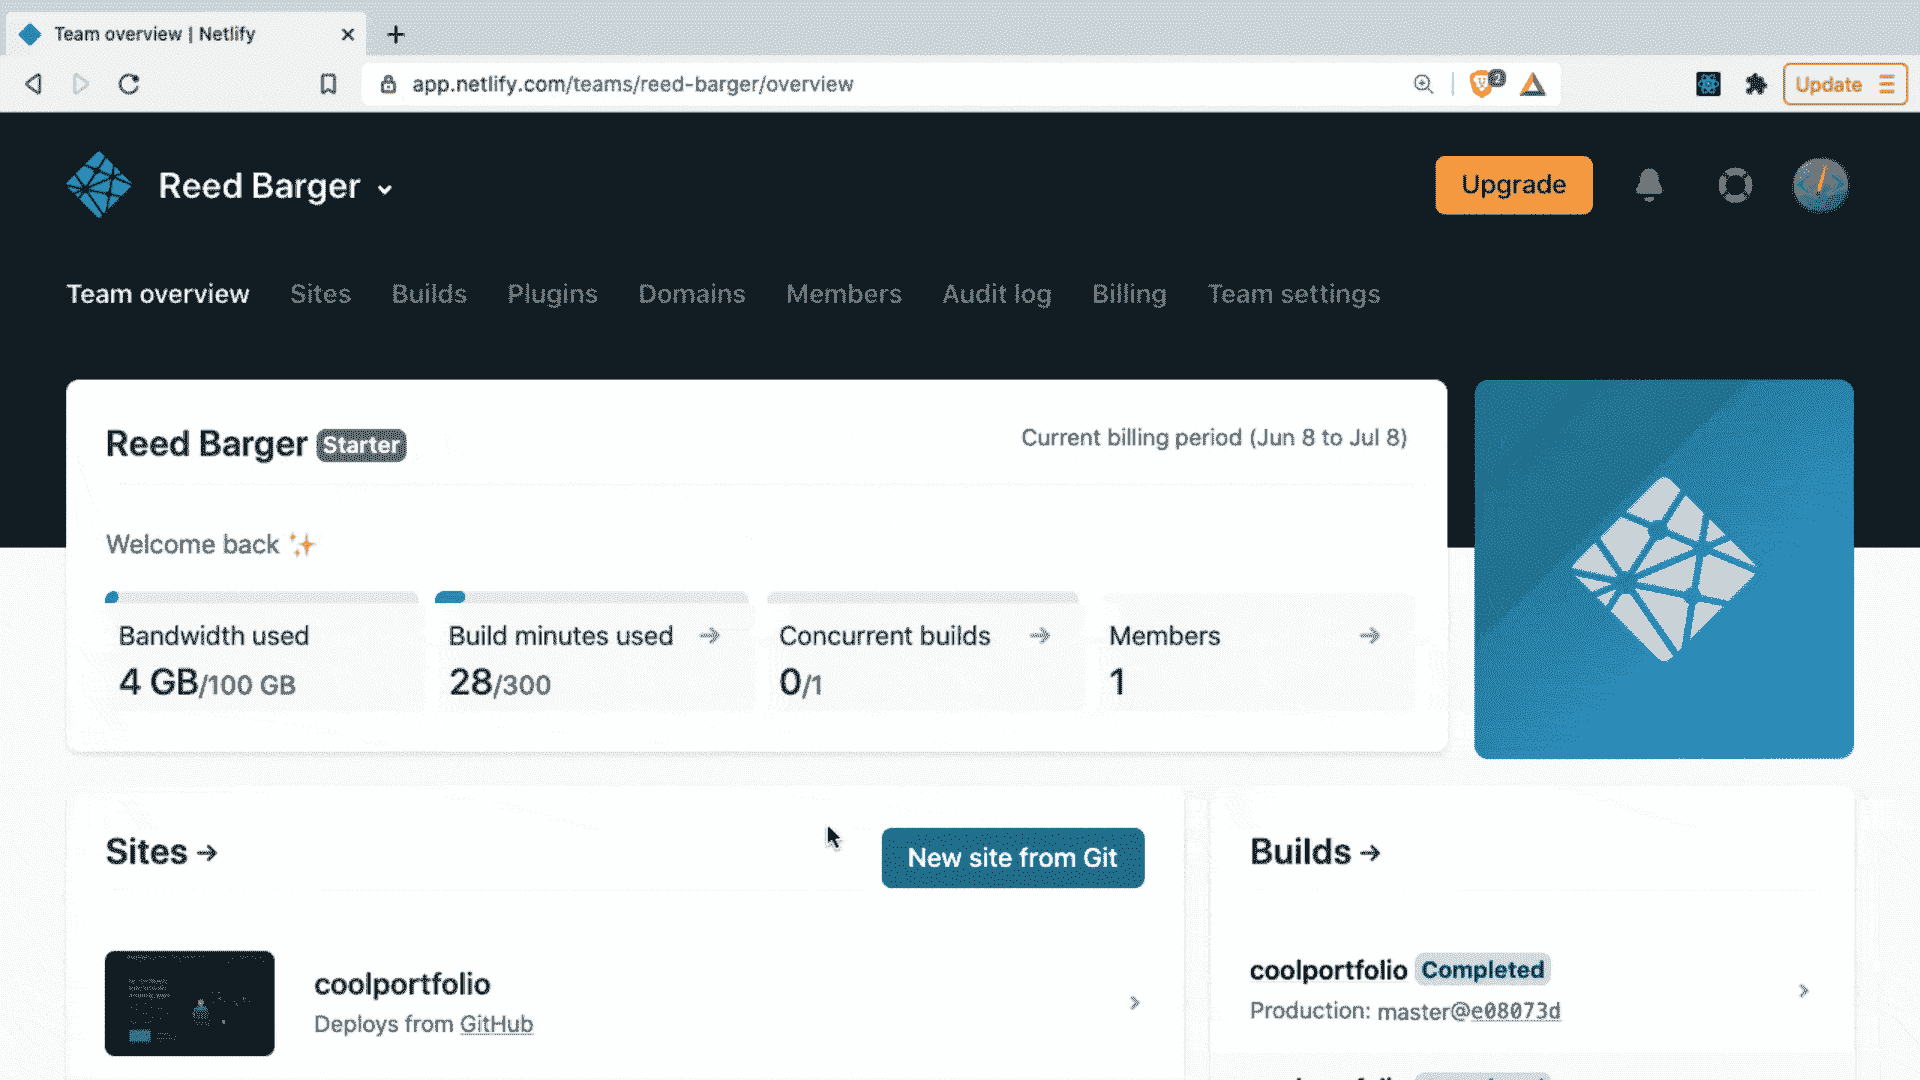 Team overview | Netlify
app.netlify.com/teams/reed-barger/overview
2
Update
Reed Barger
Upgrade
Team overview Sites Builds Plugins Domains Members Audit log Billing Team settings
Reed Barger Starter
Current billing period (Jun 8 to Jul 8)
Welcome back ✨
Bandwidth used
4 GB/100 GB
Build minutes used →
28/300
Concurrent builds →
0/1
Members →
1
Sites →
New site from Git
coolportfolio
Deploys from GitHub
Builds →
coolportfolio Completed
Production: master@e08073d